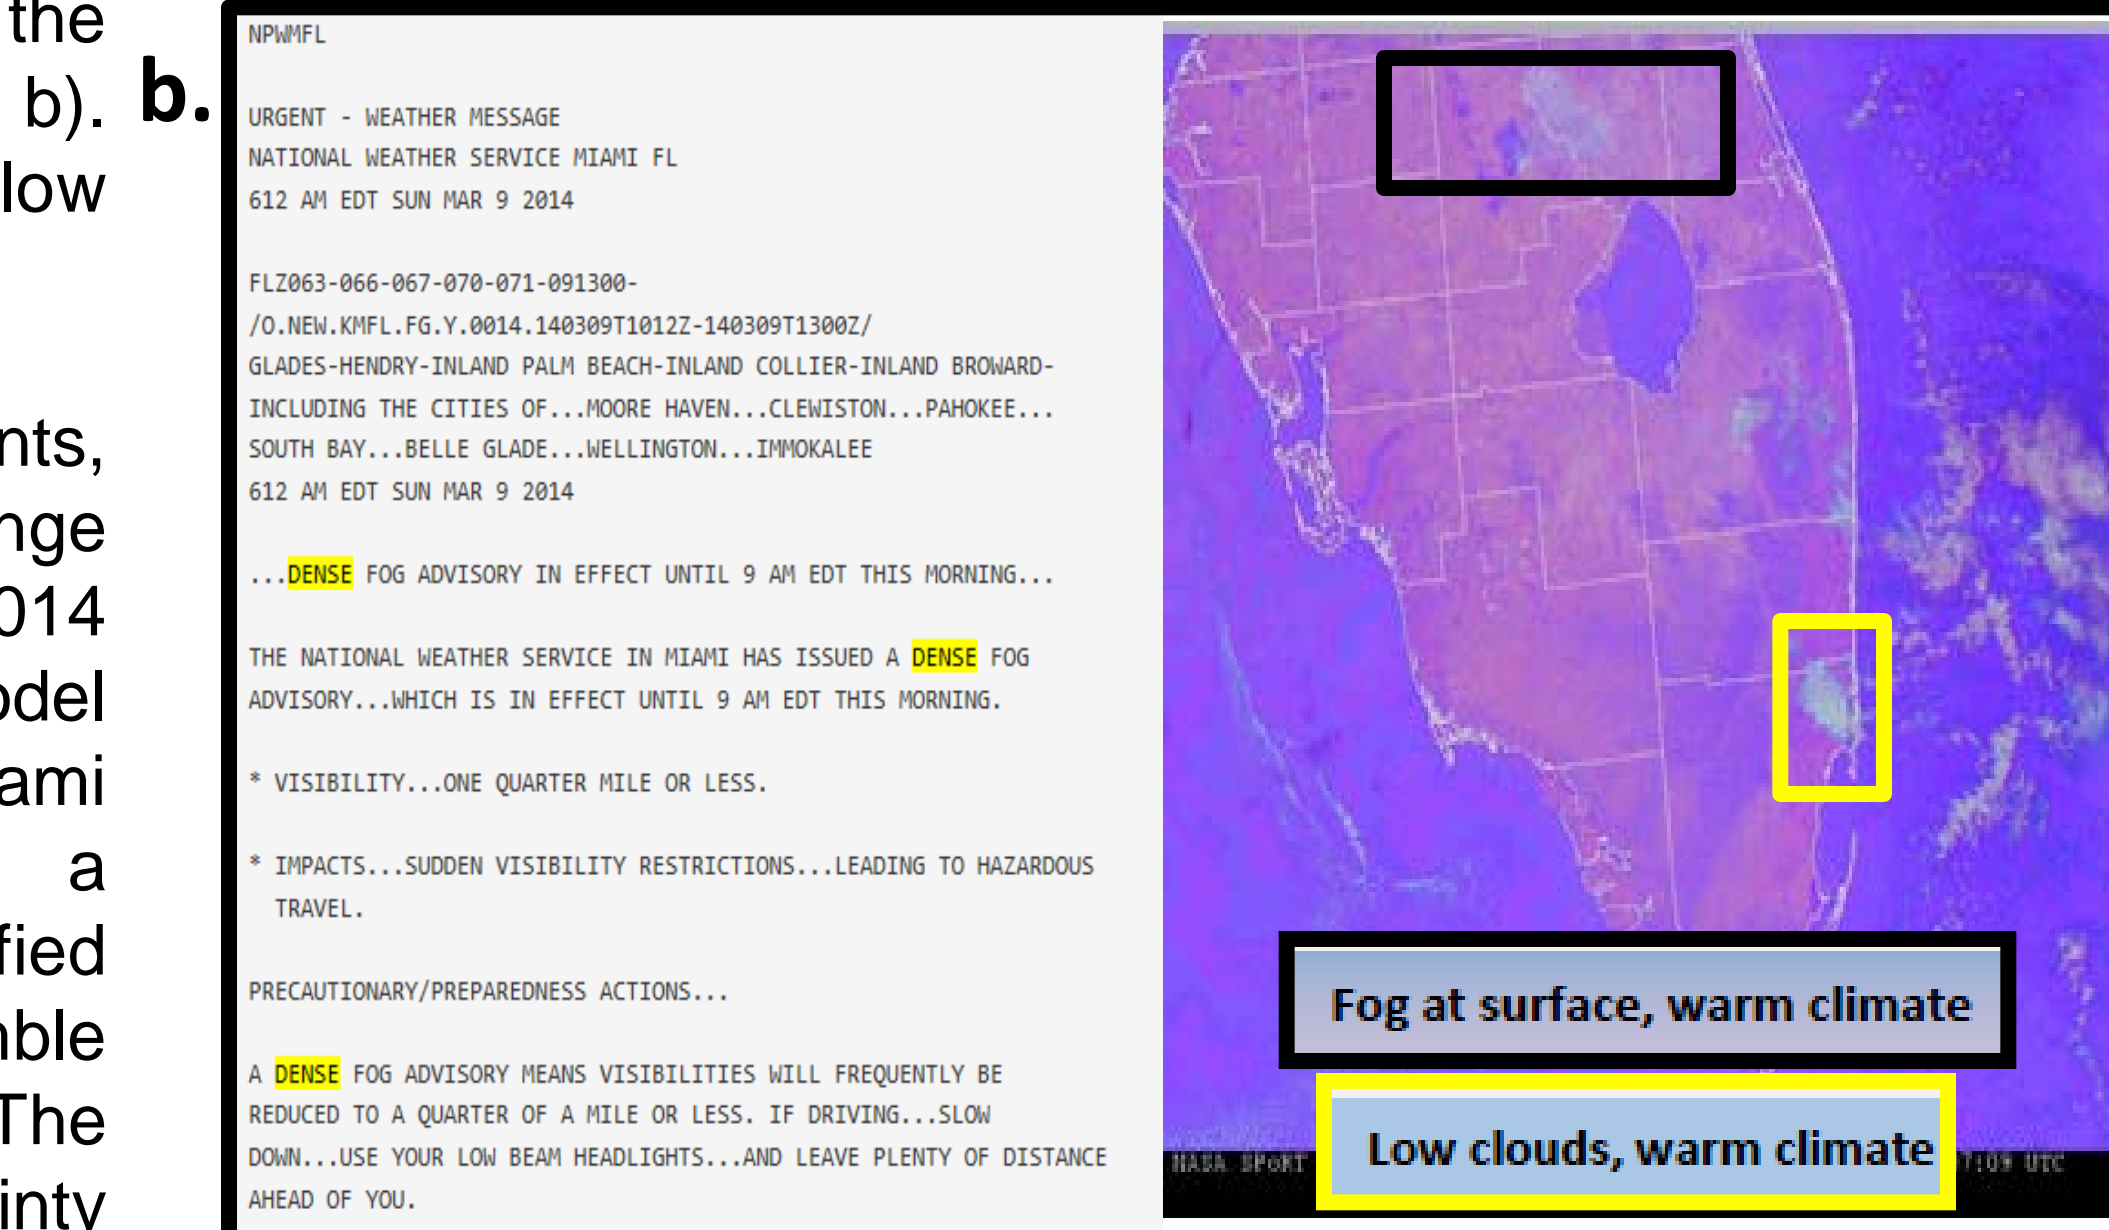 the
b).
low
nts,
nge
014
odel
ami
a
fied
nble
The
inty
b.
NPWMFL
URGENT - WEATHER MESSAGE
NATIONAL WEATHER SERVICE MIAMI FL
612 AM EDT SUN MAR 9 2014
FLZ063-066-067-070-071-091300-
/O.NEW.KMFL.FG.Y.0014.140309T1012Z-140309T1300Z/
GLADES-HENDRY-INLAND PALM BEACH-INLAND COLLIER-INLAND BROWARD-
INCLUDING THE CITIES OF...MOORE HAVEN...CLEWISTON...PAHOKEE...
SOUTH BAY...BELLE GLADE...WELLINGTON...IMMOKALEE
612 AM EDT SUN MAR 9 2014
...DENSE FOG ADVISORY IN EFFECT UNTIL 9 AM EDT THIS MORNING...
THE NATIONAL WEATHER SERVICE IN MIAMI HAS ISSUED A DENSE FOG
ADVISORY...WHICH IS IN EFFECT UNTIL 9 AM EDT THIS MORNING.
* VISIBILITY...ONE QUARTER MILE OR LESS.
* IMPACTS...SUDDEN VISIBILITY RESTRICTIONS...LEADING TO HAZARDOUS
TRAVEL.
PRECAUTIONARY/PREPAREDNESS ACTIONS...
A DENSE FOG ADVISORY MEANS VISIBILITIES WILL FREQUENTLY BE
REDUCED TO A QUARTER OF A MILE OR LESS. IF DRIVING...SLOW
DOWN...USE YOUR LOW BEAM HEADLIGHTS...AND LEAVE PLENTY OF DISTANCE
AHEAD OF YOU.
Fog at surface, warm climate
Low clouds, warm climate
NASA SPoRT 7:09 UTC